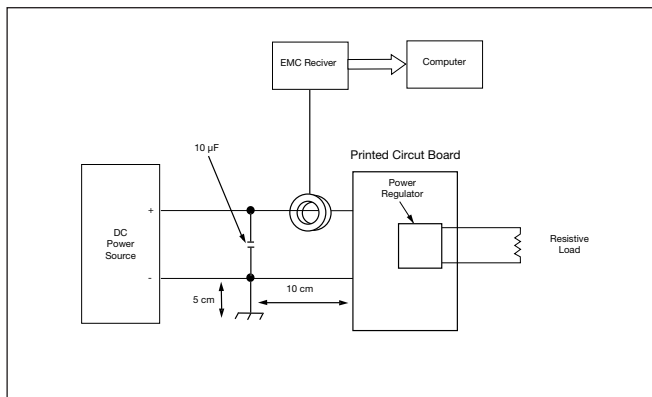 EMC Reciver
Computer
10 µF
Printed Circut Board
Power
Regulator
+
DC
Power
Source
-
Resistive
Load
10 cm
5 cm